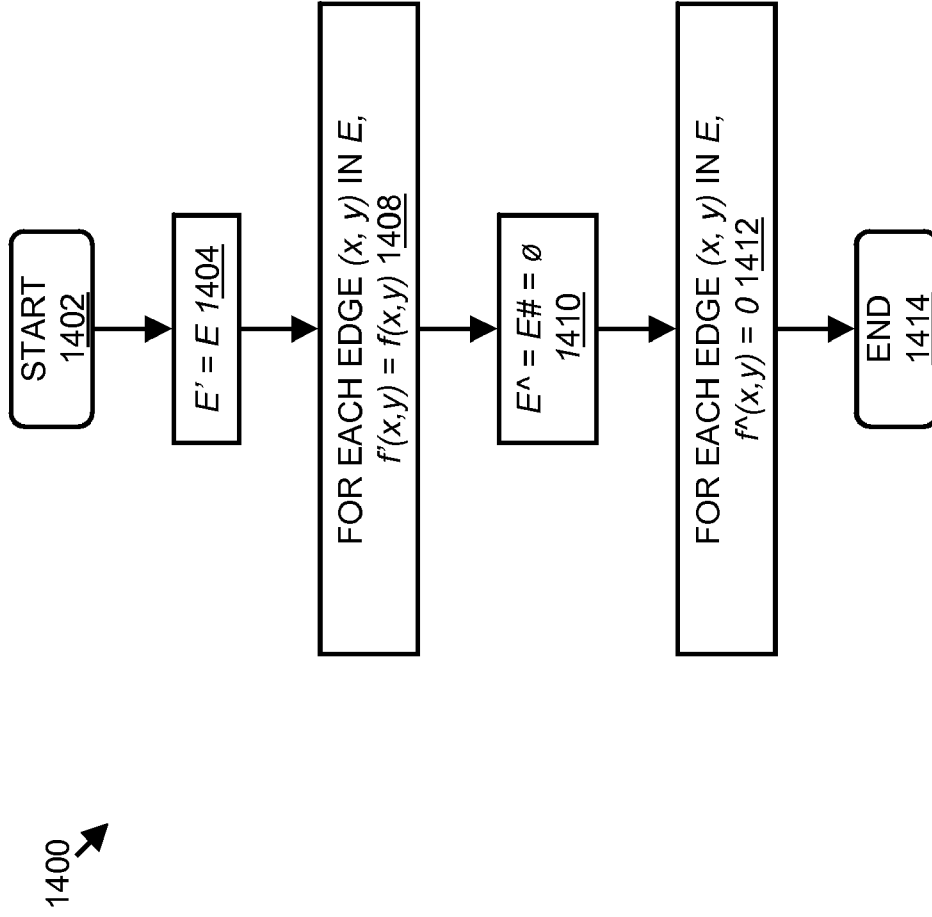 1400
START
1402
E' = E 1404
FOR EACH EDGE (x, y) IN E,
f'(x,y) = f(x,y) 1408
E^ = E# = ø
1410
FOR EACH EDGE (x, y) IN E,
f^(x,y) = 0 1412
END
1414